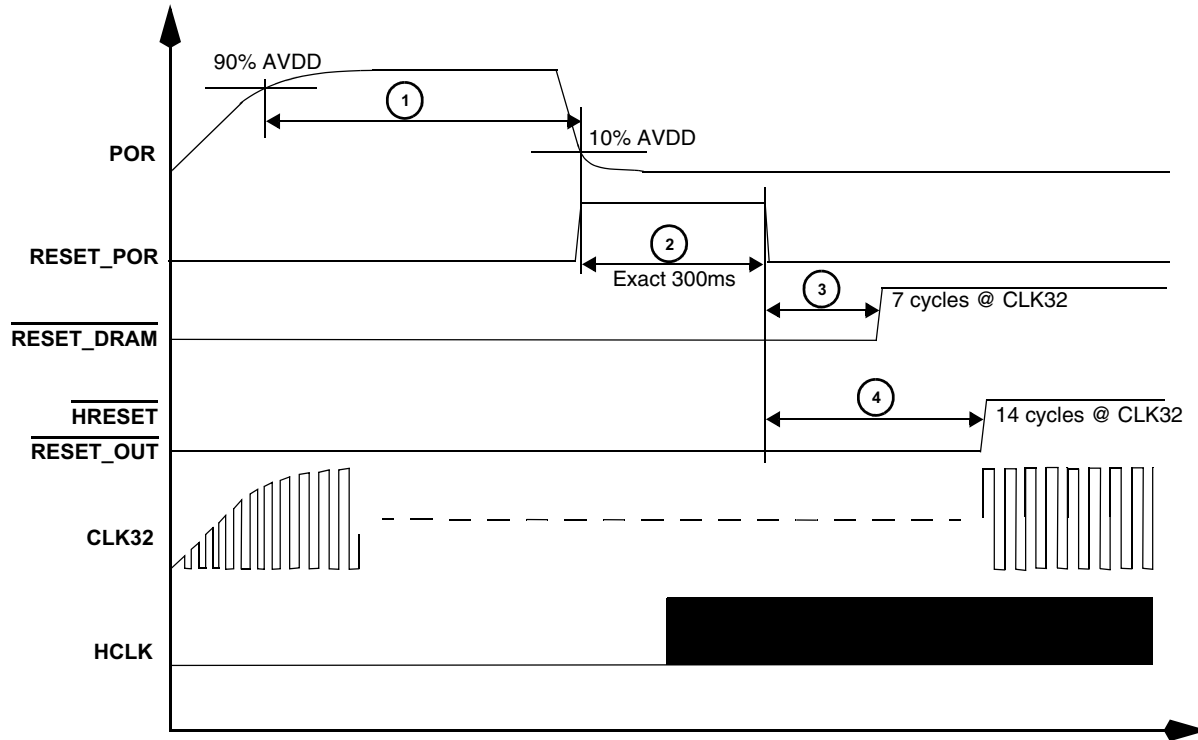 90% AVDD
1
10% AVDD
POR
2
RESET_POR
Exact 300ms
3
7 cycles @ CLK32
RESET_DRAM
4
HRESET
14 cycles @ CLK32
RESET_OUT
CLK32
HCLK